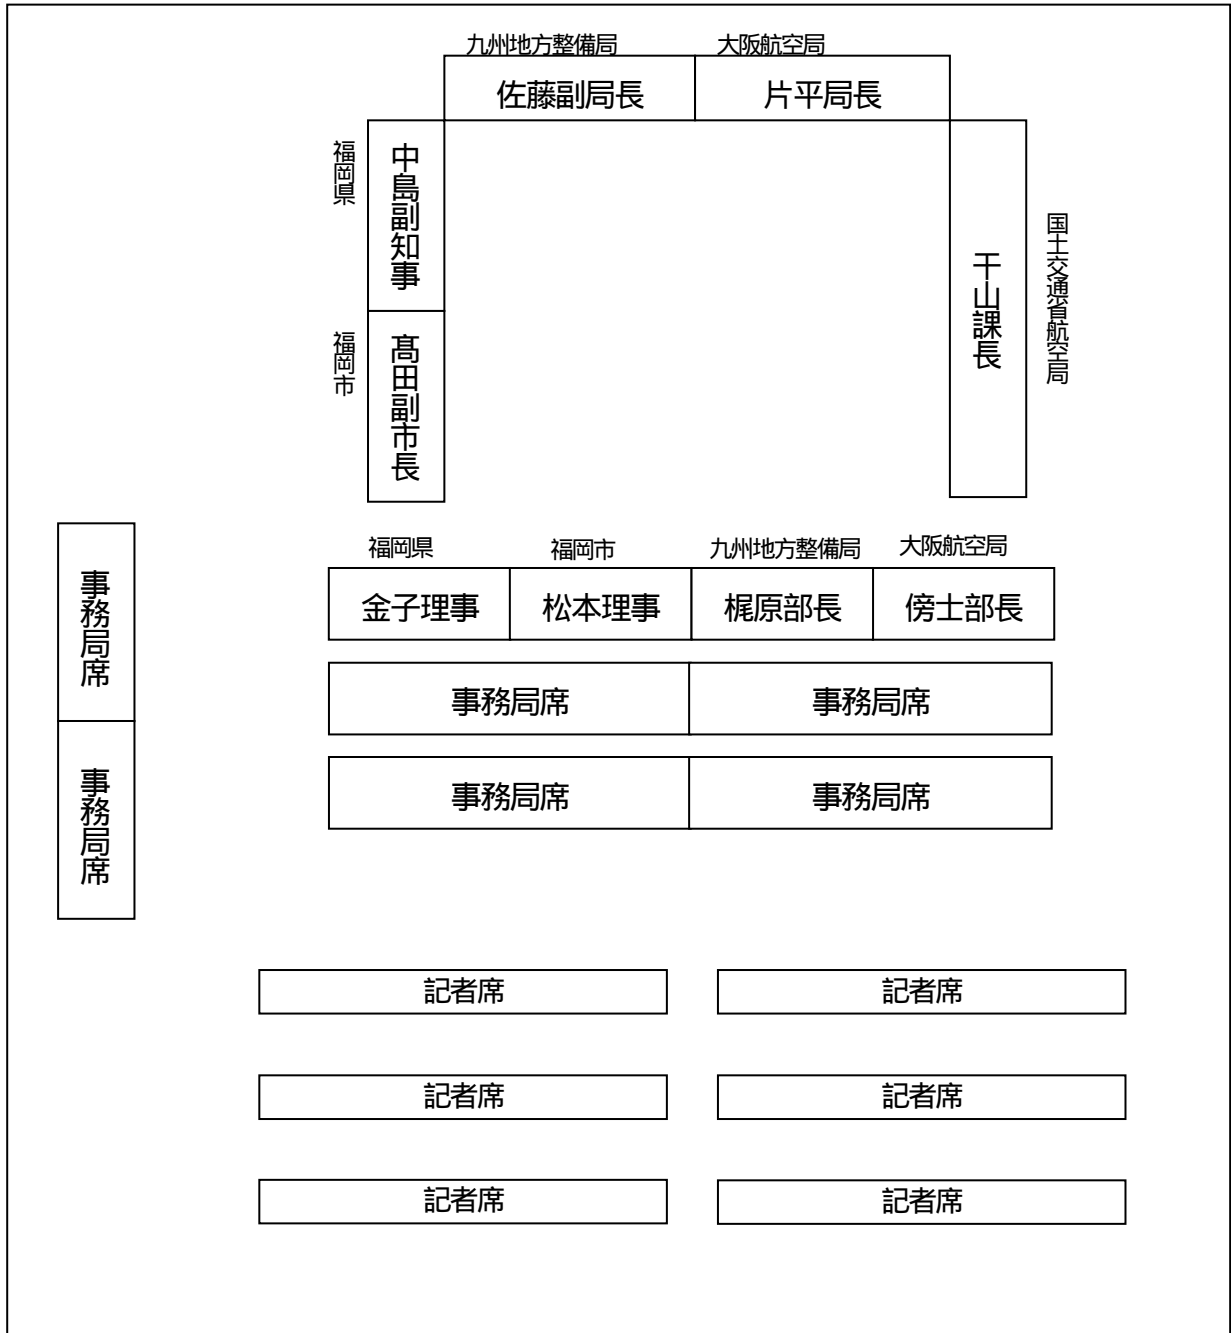 九州地方整備局
大阪航空局
佐藤副局長
片平局長
福岡県
中島副知事
福岡市
髙田副市長
干山課長
国土交通省航空局
福岡県
福岡市
九州地方整備局
大阪航空局
金子理事
松本理事
梶原部長
傍士部長
事務局席
事務局席
事務局席
事務局席
事務局席
事務局席
記者席
記者席
記者席
記者席
記者席
記者席